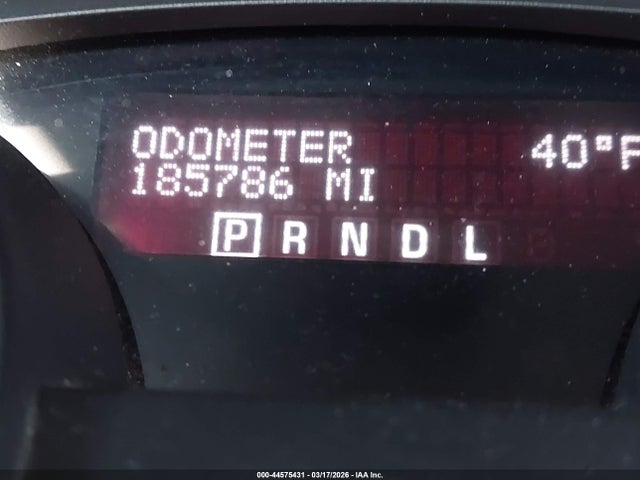 ODOMETER 40°F
185786 MI
P R N D L
000-44575431 - 03/17/2026 - IAA Inc.